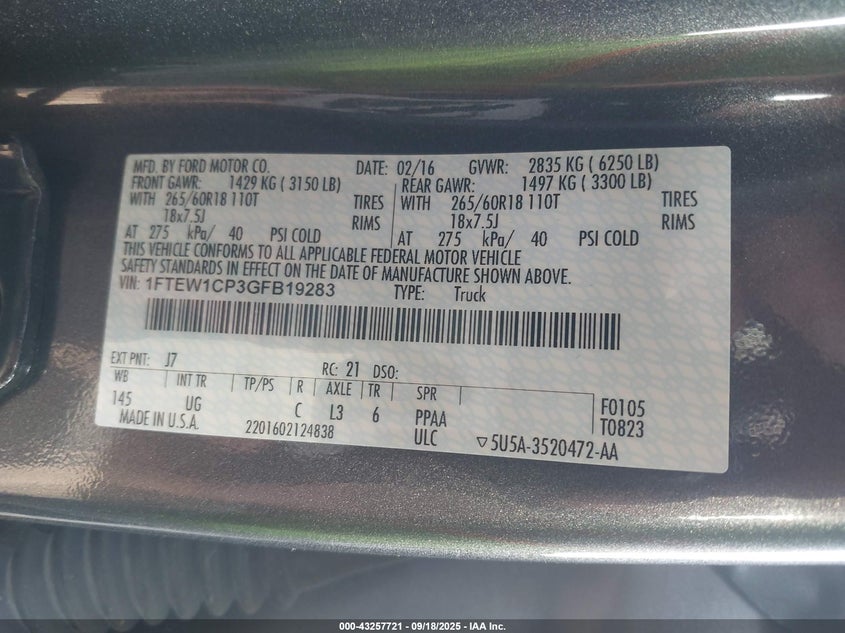 MFD. BY FORD MOTOR CO. DATE: 02/16 GVWR: 2835 KG ( 6250 LB)
FRONT GAWR: 1429 KG ( 3150 LB) REAR GAWR: 1497 KG ( 3300 LB)
WITH 265/60R18 110T TIRES WITH 265/60R18 110T TIRES
18x7.5J RIMS 18x7.5J RIMS
AT 275 kPa/ 40 PSI COLD AT 275 kPa/ 40 PSI COLD
THIS VEHICLE CONFORMS TO ALL APPLICABLE FEDERAL MOTOR VEHICLE
SAFETY STANDARDS IN EFFECT ON THE DATE OF MANUFACTURE SHOWN ABOVE.
VIN: 1FTEW1CP3GFB19283 TYPE: Truck
EXT PNT: J7 RC: 21 DSO:
WB INT TR TP/PS R AXLE TR SPR
145 UG C L3 6 PPAA F0105
MADE IN U.S.A. 2201602124838 ULC T0823
▽5U5A-3520472-AA
000-43257721 | 09/18/2025 | IAA Inc.